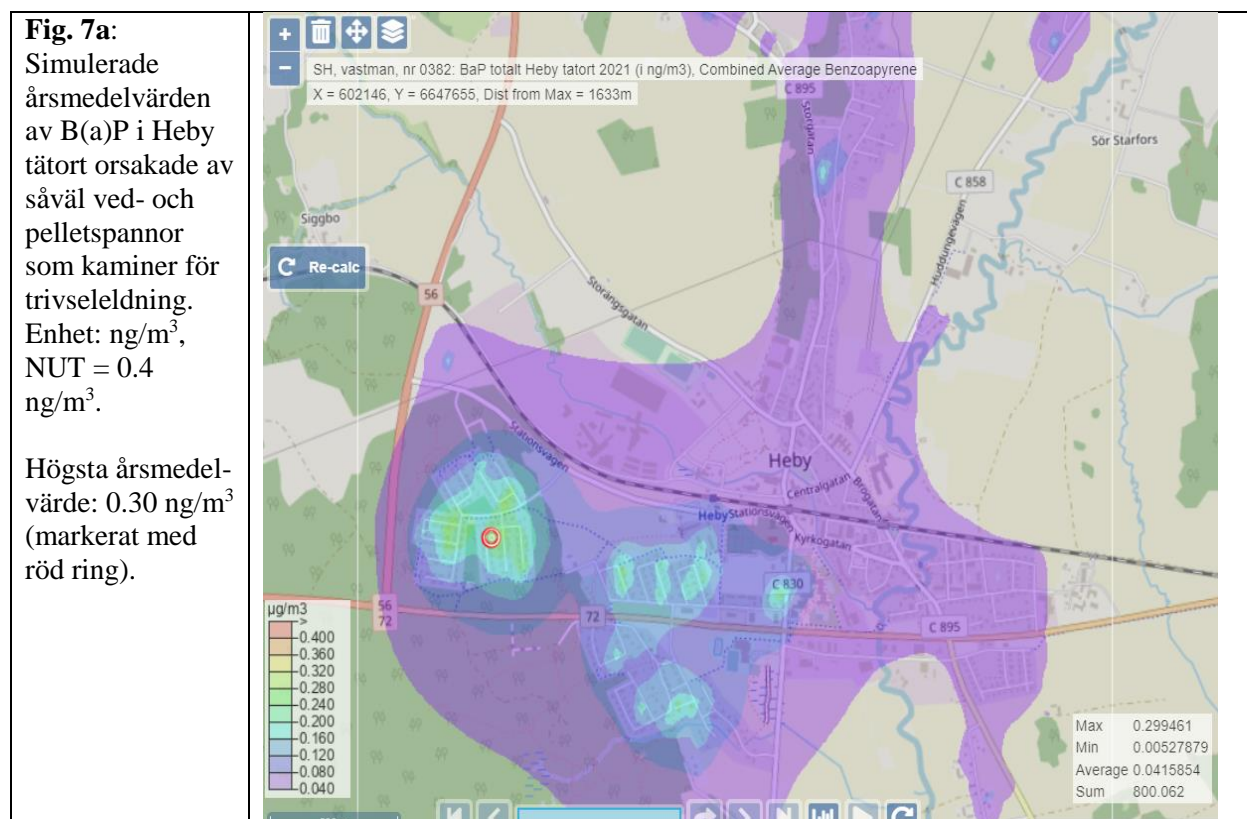 Fig. 7a:
Simulerade
årsmedelvärden
av B(a)P i Heby
tätort orsakade av
såväl ved- och
pelletspannor
som kaminer för
trivseleldning.
Enhet: ng/m³,
NUT = 0.4
ng/m³.
Högsta årsmedel-
värde: 0.30 ng/m³
(markerat med
röd ring).
+
−
SH, vastman, nr 0382: BaP totalt Heby tatort 2021 (i ng/m3), Combined Average Benzoapyrene
X = 602146, Y = 6647655, Dist from Max = 1633m
C 895
Storgatan
Sör Starfors
C 858
Siggbo
Huddungevägen
Re-calc
56
Storängsgatan
Stationsvägen
Heby
Centralgatan
Brogatan
Heby
Stationsvägen
Kyrkogatan
C 830
56
72
72
C 895
µg/m3
>
0.400
0.360
0.320
0.280
0.240
0.200
0.160
0.120
0.080
0.040
Max 0.299461
Min 0.00527879
Average 0.0415854
Sum 800.062